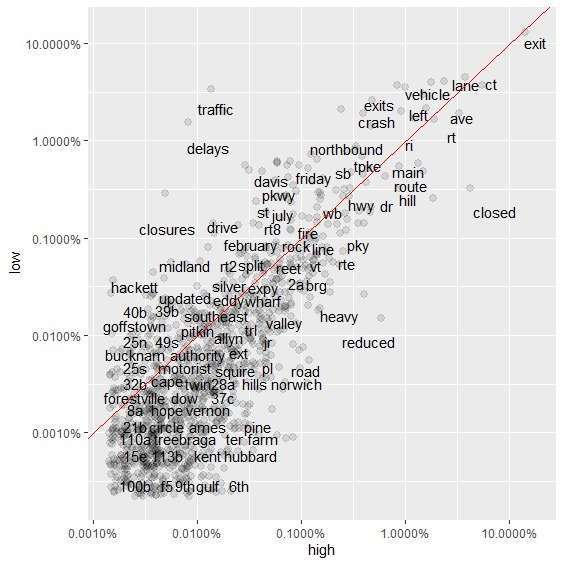 10.0000%
exit
lane ct
vehicle
exits
traffic
left
ave
crash
1.0000%
rt
ri
delays
northbound
tpke
sb
main
friday
davis
route
pkwy
hill
hwy
dr
st
july
wb
closed
rt8
drive
closures
fire
0.1000%
february
rock
line
pky
midland
rt2
split
reet
vt
rte
hackett
silver
expy
2a
brg
updated
eddy
wharf
40b
39b
southeast
heavy
goffstown
pitkin
trl
valley
0.0100%
25n
49s
allyn
jr
reduced
bucknam
authority
ext
25s
motorist
squire
pl
road
32b
cape
twin
28a
hills
norwich
forestville
dow
37c
8a
hope
vernon
0.0010%
21b
circle
ames
pine
110a
tree
braga
ter
farm
15e
113b
kent
hubbard
100b
f5
9th
gulf
6th
low
0.0010%
0.0100%
0.1000%
1.0000%
10.0000%
high